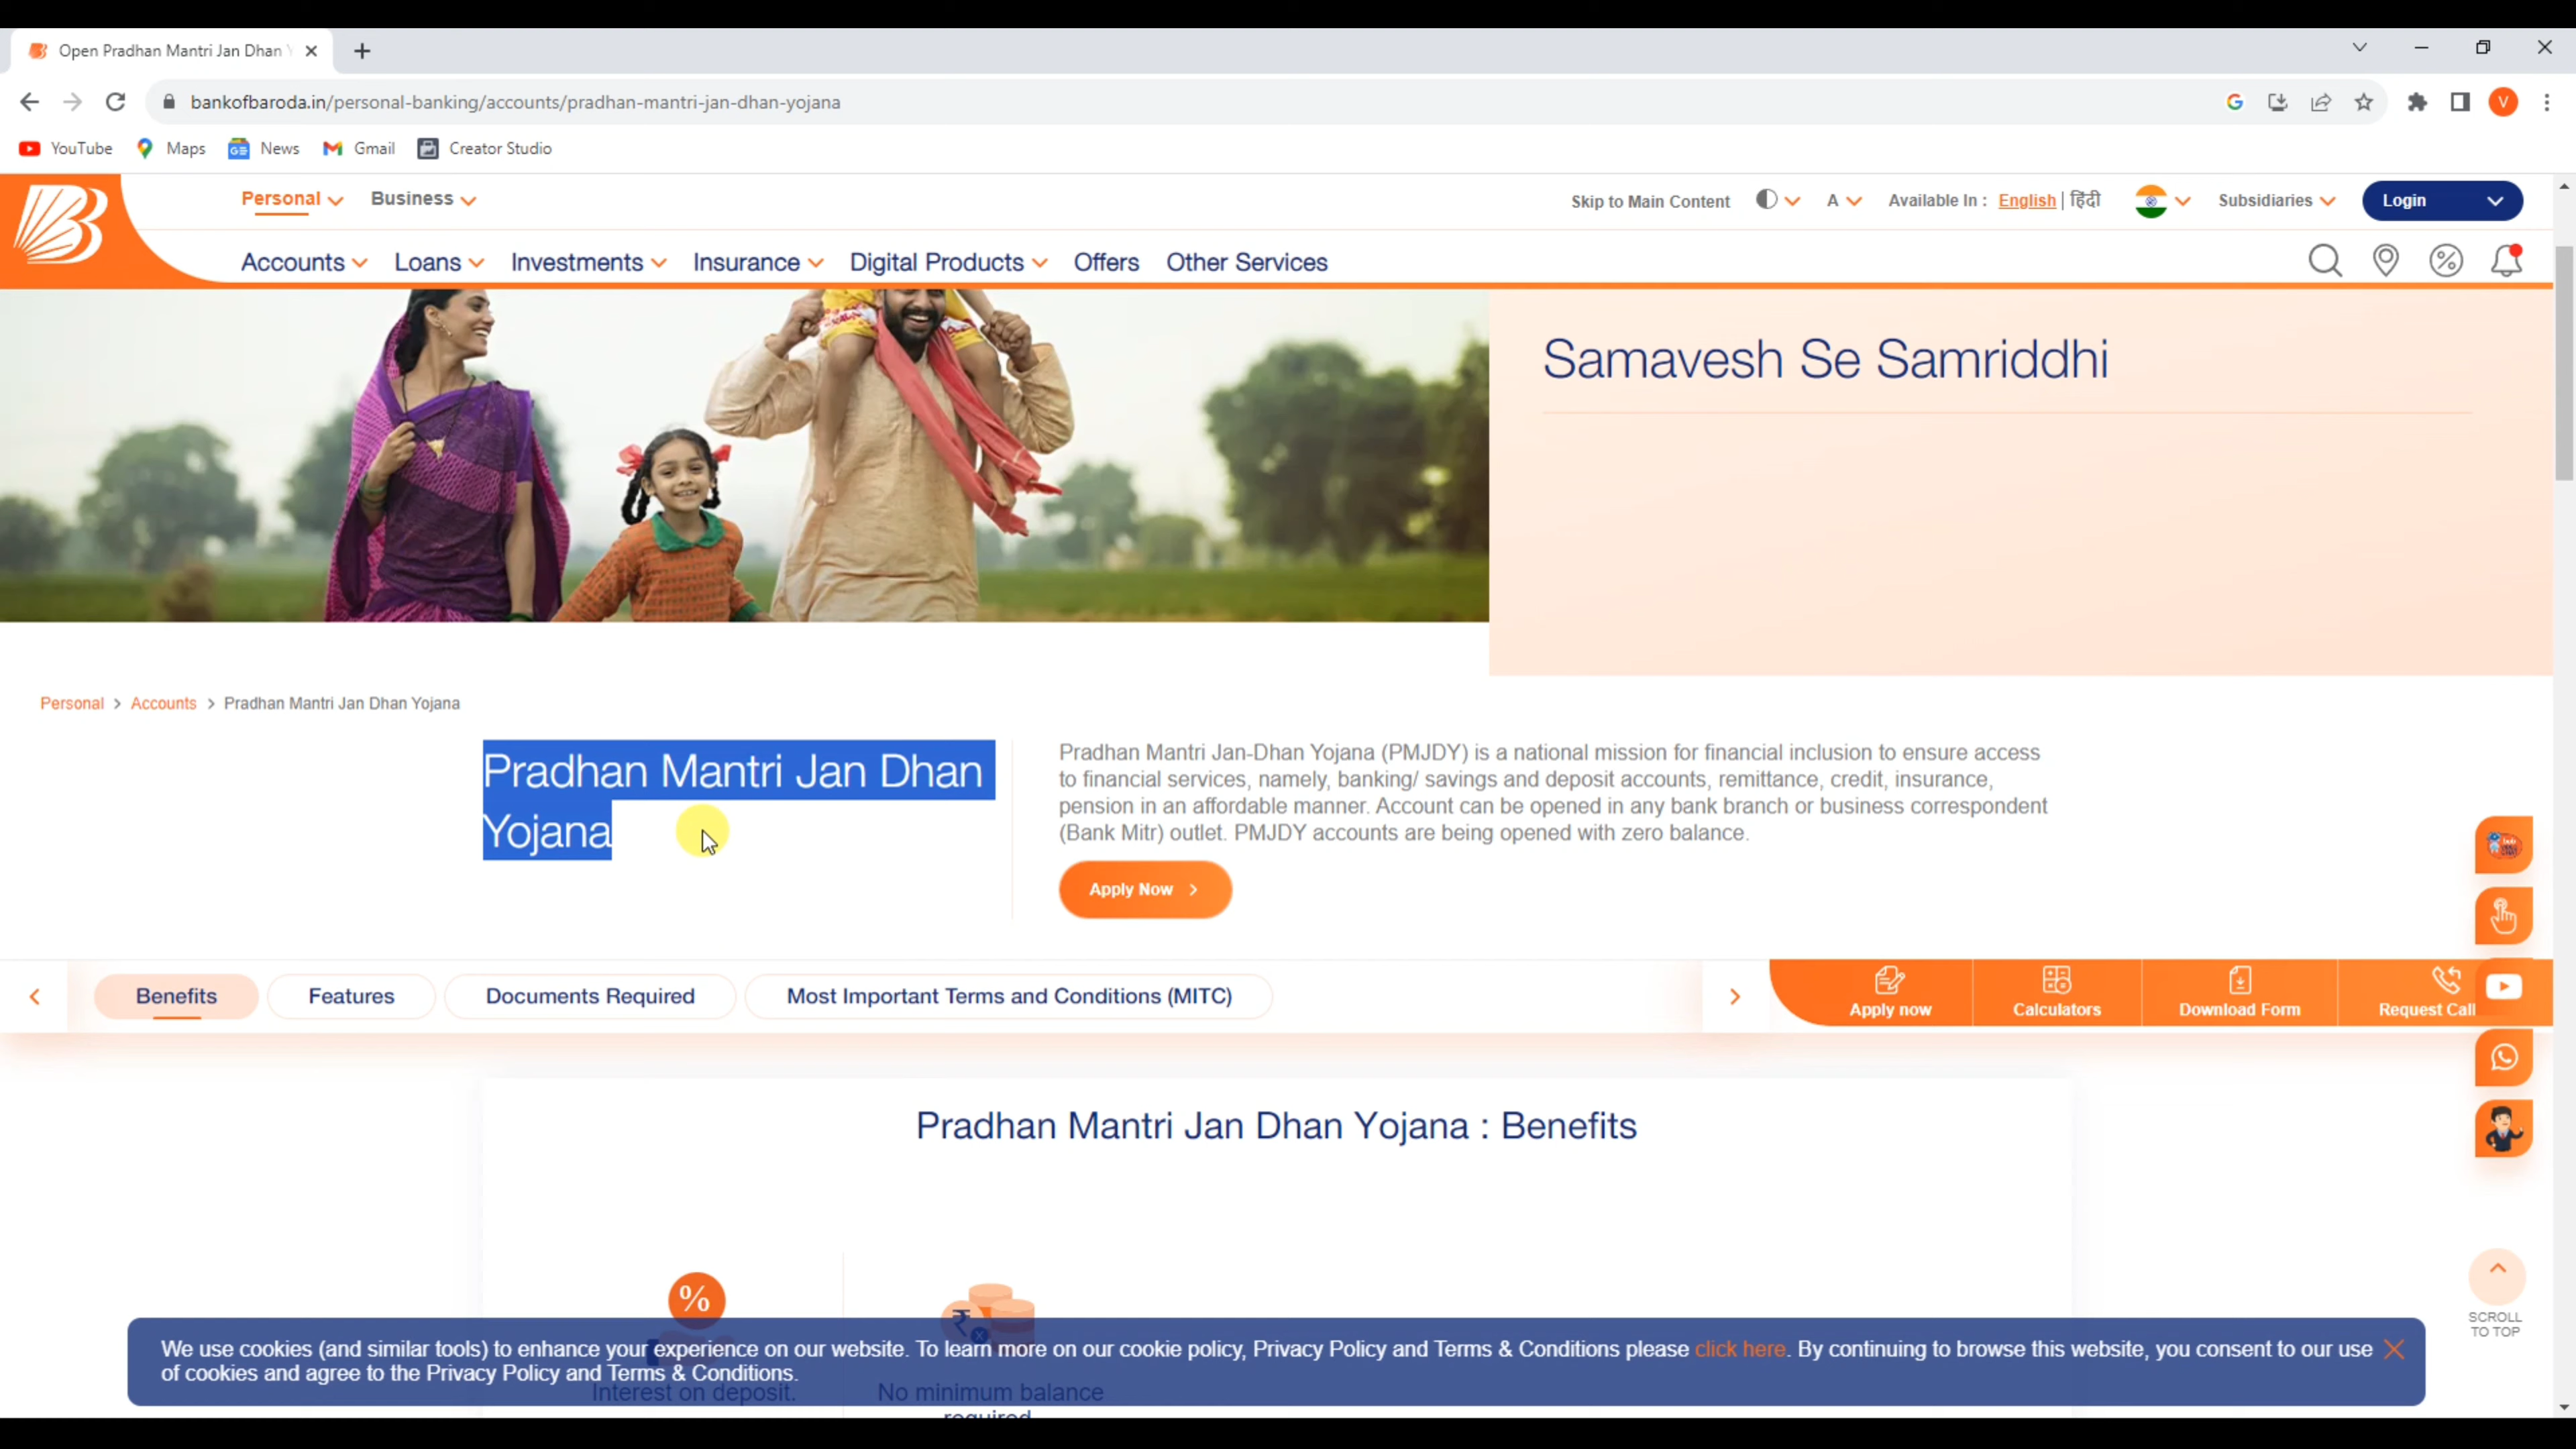 Open Pradhan Mantri Jan Dhan
bankofbaroda.in/personal-banking/accounts/pradhan-mantri-jan-dhan-yojana
V
YouTube Maps News Gmail Creator Studio
Personal Business
Skip to Main Content A Available In : English | हिंदी Subsidiaries Login
Accounts Loans Investments Insurance Digital Products Offers Other Services
Samavesh Se Samriddhi
Personal > Accounts > Pradhan Mantri Jan Dhan Yojana
Pradhan Mantri Jan Dhan
Yojana
Pradhan Mantri Jan-Dhan Yojana (PMJDY) is a national mission for financial inclusion to ensure access
to financial services, namely, banking/ savings and deposit accounts, remittance, credit, insurance,
pension in an affordable manner. Account can be opened in any bank branch or business correspondent
(Bank Mitr) outlet. PMJDY accounts are being opened with zero balance.
Apply Now >
Benefits Features Documents Required Most Important Terms and Conditions (MITC)
Apply now Calculators Download Form Request Call
Pradhan Mantri Jan Dhan Yojana : Benefits
%
₹
SCROLL
TO TOP
We use cookies (and similar tools) to enhance your experience on our website. To learn more on our cookie policy, Privacy Policy and Terms & Conditions please click here. By continuing to browse this website, you consent to our use
of cookies and agree to the Privacy Policy and Terms & Conditions.
Interest on deposit. No minimum balance
required